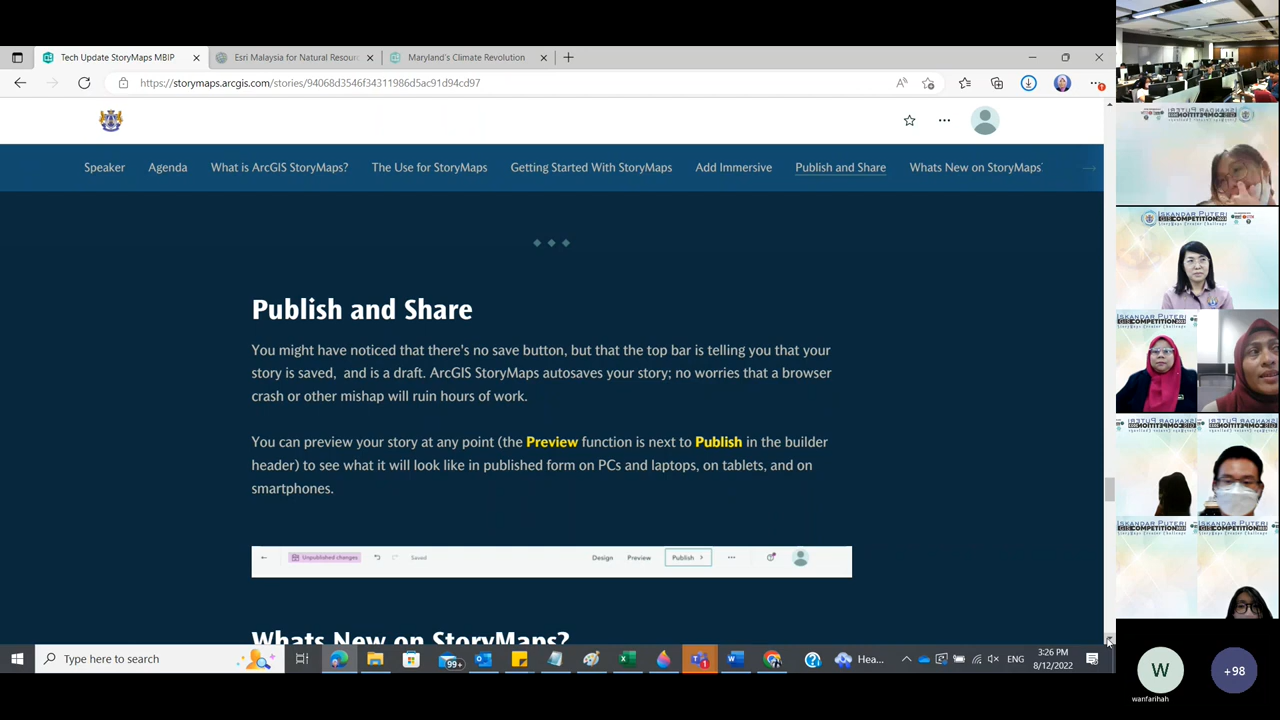 Tech Update StoryMaps MBIP
Esri Malaysia for Natural Resour
Maryland's Climate Revolution
https://storymaps.arcgis.com/stories/94068d3546f34311986d5ac91d94cd97
Speaker
Agenda
What is ArcGIS StoryMaps?
The Use for StoryMaps
Getting Started With StoryMaps
Add Immersive
Publish and Share
Whats New on StoryMaps
Publish and Share
You might have noticed that there's no save button, but that the top bar is telling you that your
story is saved, and is a draft. ArcGIS StoryMaps autosaves your story; no worries that a browser
crash or other mishap will ruin hours of work.
You can preview your story at any point (the Preview function is next to Publish in the builder
header) to see what it will look like in published form on PCs and laptops, on tablets, and on
smartphones.
Unpublished changes
Saved
Design
Preview
Publish
Whats New on StoryMaps?
Type here to search
99+
1
Hea...
ENG
3:26 PM
8/12/2022
ISKANDAR PUTERI
GIS COMPETITION
W
wanfarihah
+98